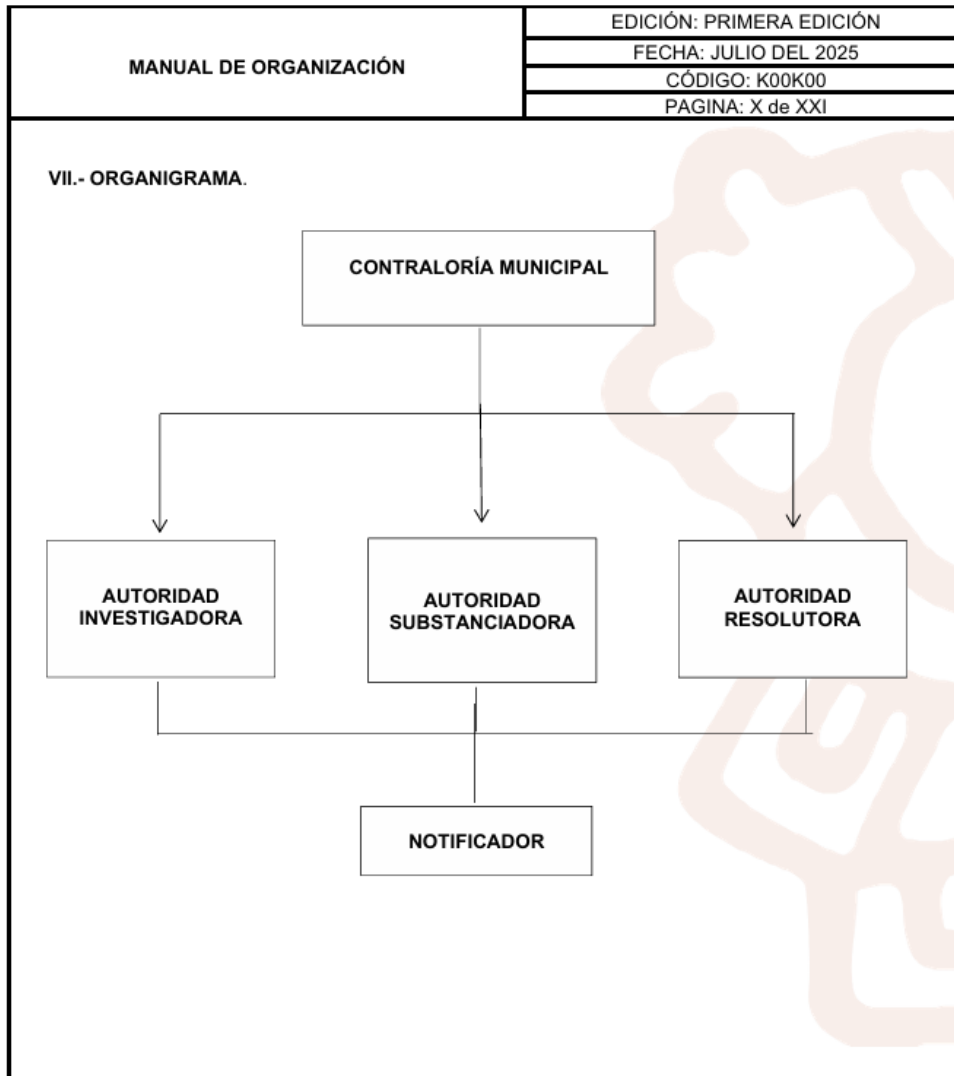 MANUAL DE ORGANIZACIÓN
EDICIÓN: PRIMERA EDICIÓN
FECHA: JULIO DEL 2025
CÓDIGO: K00K00
PAGINA: X de XXI
VII.- ORGANIGRAMA.
CONTRALORÍA MUNICIPAL
AUTORIDAD
INVESTIGADORA
AUTORIDAD
SUBSTANCIADORA
AUTORIDAD
RESOLUTORA
NOTIFICADOR